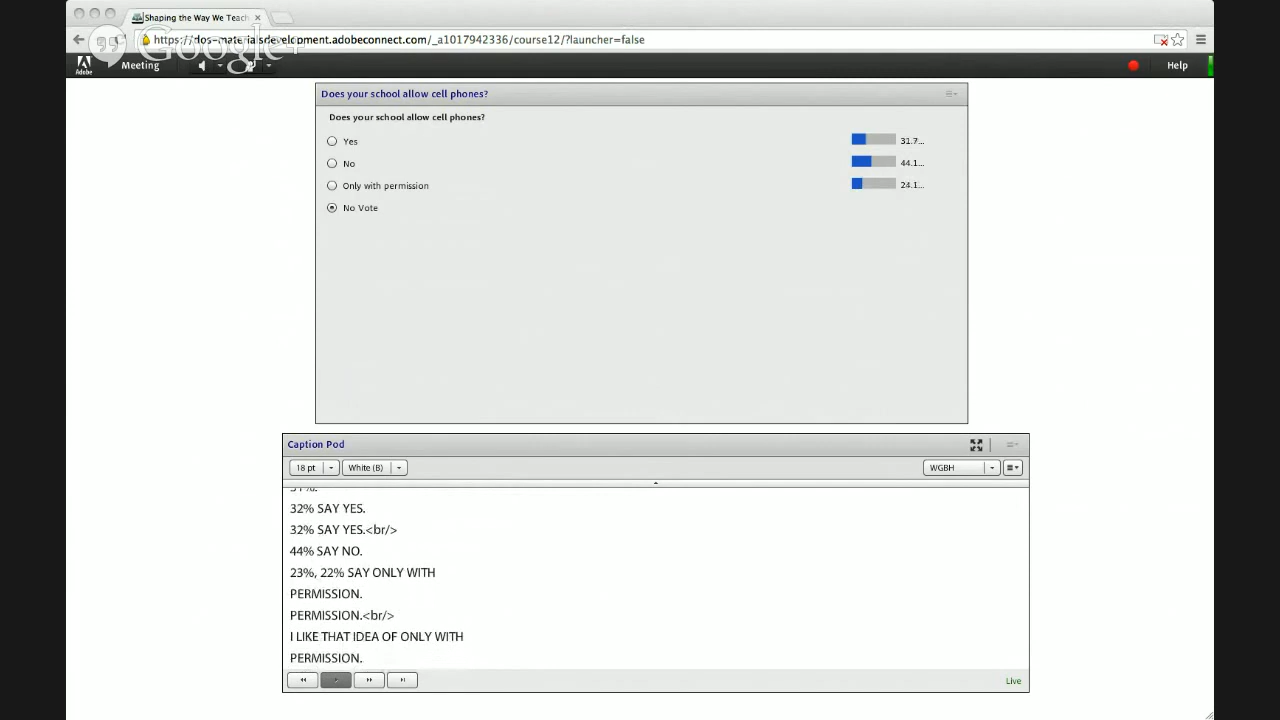 Shaping the Way We Teach
Google+
https://dos-materialsdevelopment.adobeconnect.com/_a1017942336/course12/?launcher=false
Adobe
Meeting
Help
Does your school allow cell phones?
Does your school allow cell phones?
Yes 31.7...
No 44.1...
Only with permission 24.1...
No Vote
Caption Pod
18 pt White (B) WGBH
32% SAY YES.
32% SAY YES.<br/>
44% SAY NO.
23%, 22% SAY ONLY WITH
PERMISSION.
PERMISSION.<br/>
I LIKE THAT IDEA OF ONLY WITH
PERMISSION.
Live